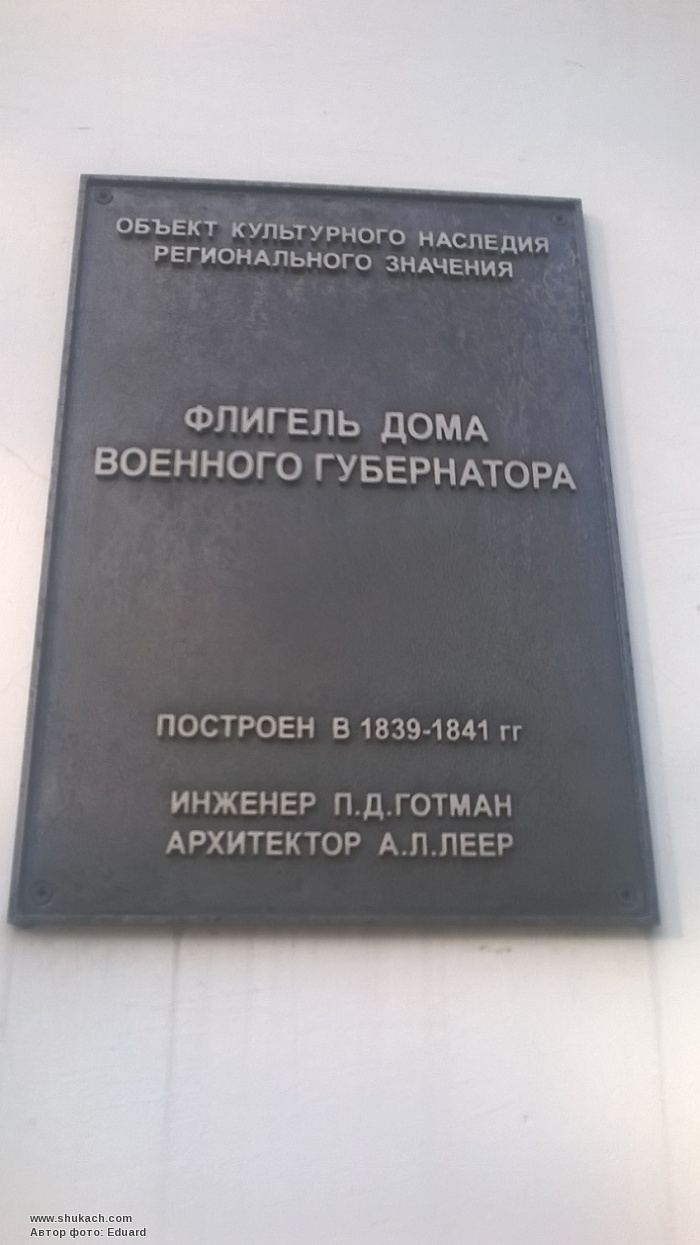 ОБЪЕКТ КУЛЬТУРНОГО НАСЛЕДИЯ
РЕГИОНАЛЬНОГО ЗНАЧЕНИЯ
ФЛИГЕЛЬ ДОМА
ВОЕННОГО ГУБЕРНАТОРА
ПОСТРОЕН В 1839-1841 гг
ИНЖЕНЕР П.Д.ГОТМАН
АРХИТЕКТОР А.Л.ЛЕЕР
www.shukach.com
Автор фото: Eduard